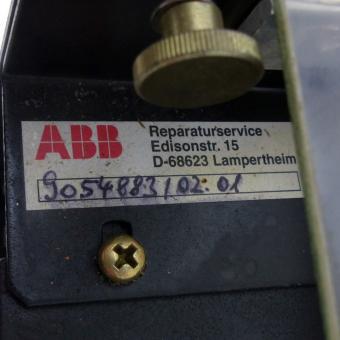 ABB
Reparaturservice
Edisonstr. 15
D-68623 Lampertheim
9054883/02.01